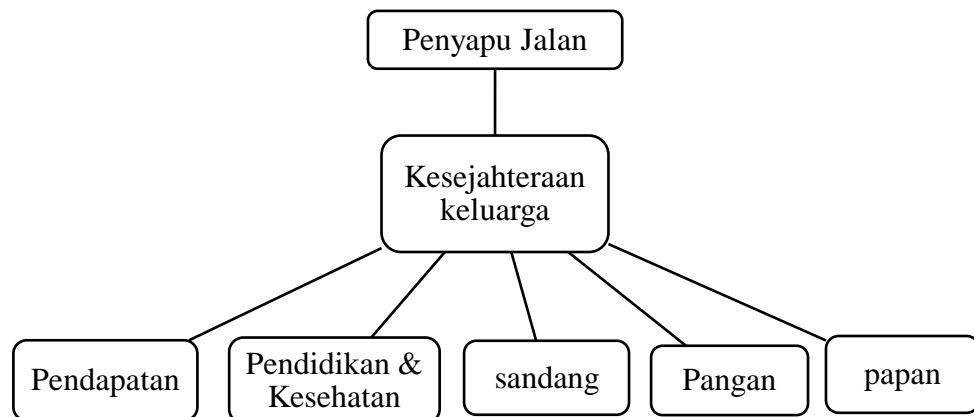 Penyapu Jalan
Kesejahteraan
keluarga
Pendapatan
Pendidikan &
Kesehatan
sandang
Pangan
papan